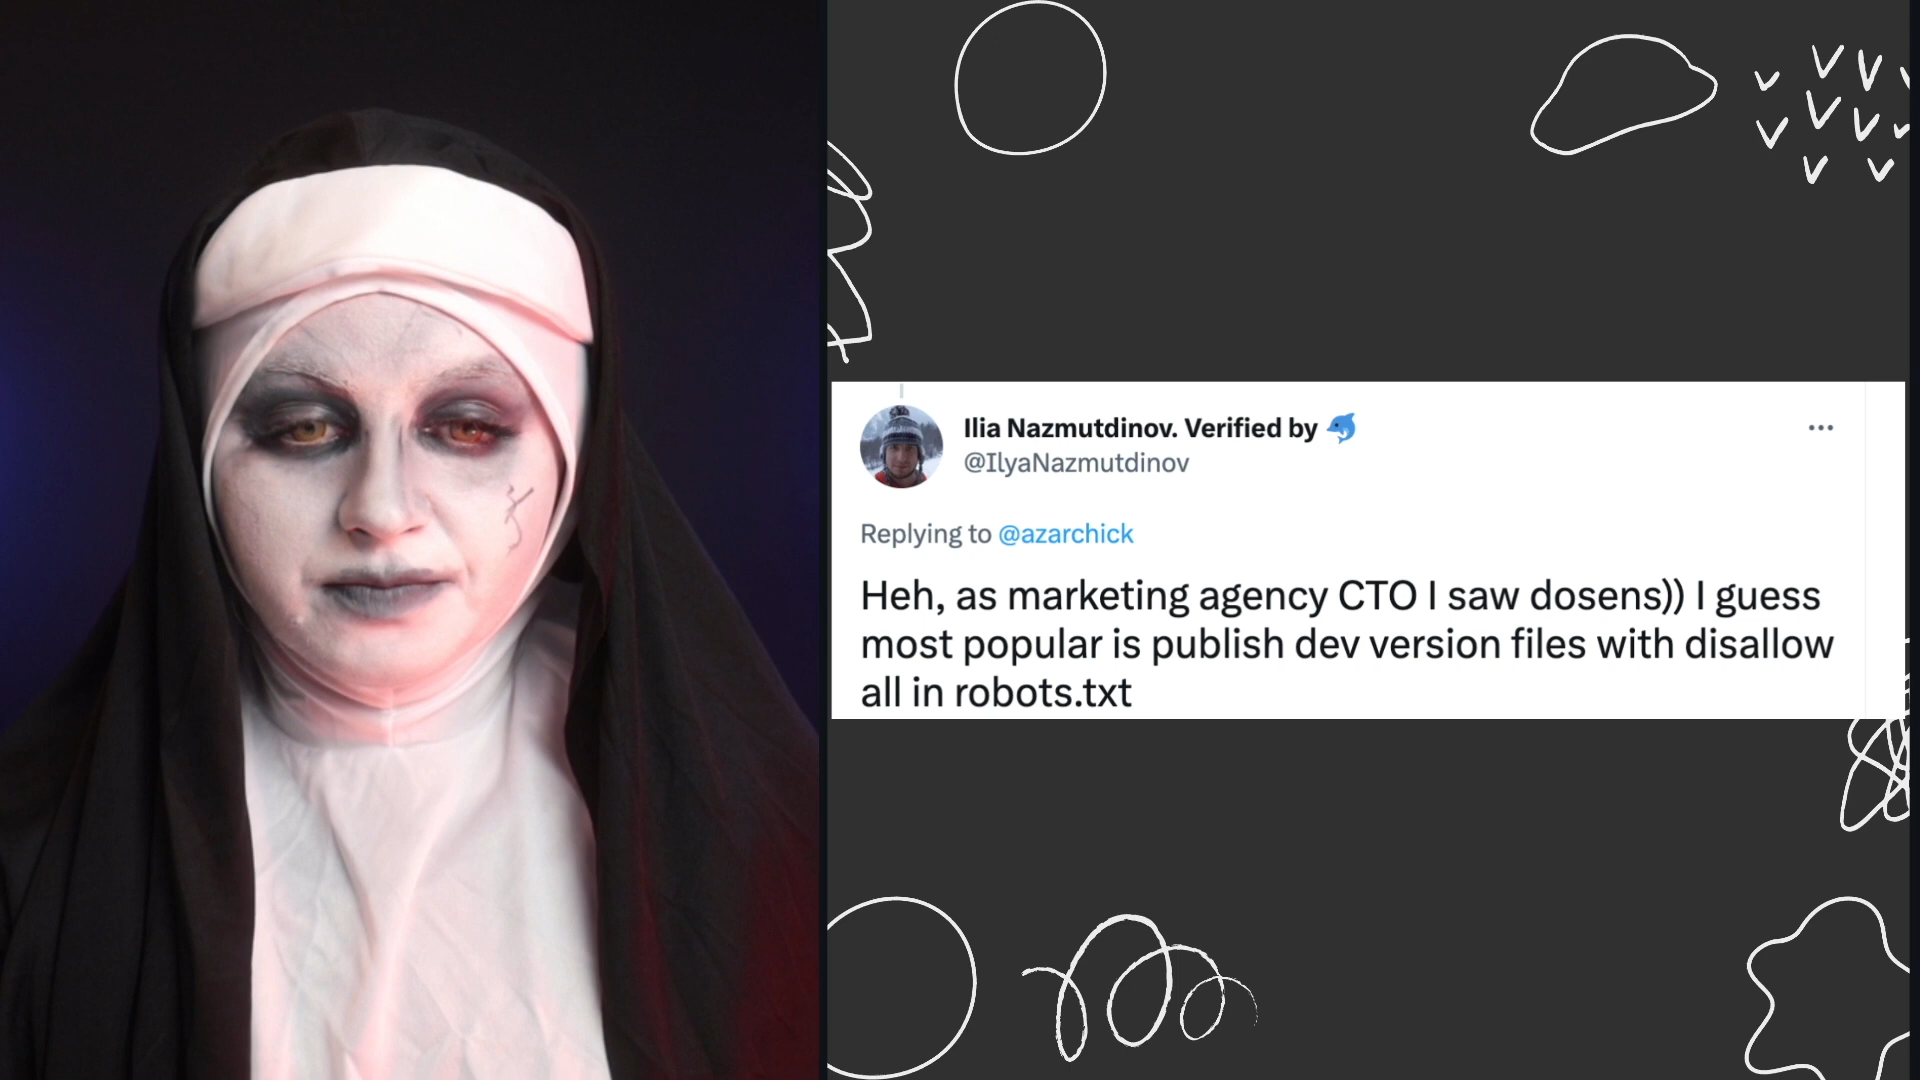 Ilia Nazmutdinov. Verified by 🐬
@IlyaNazmutdinov
Replying to @azarchick
Heh, as marketing agency CTO I saw dosens)) I guess
most popular is publish dev version files with disallow
all in robots.txt